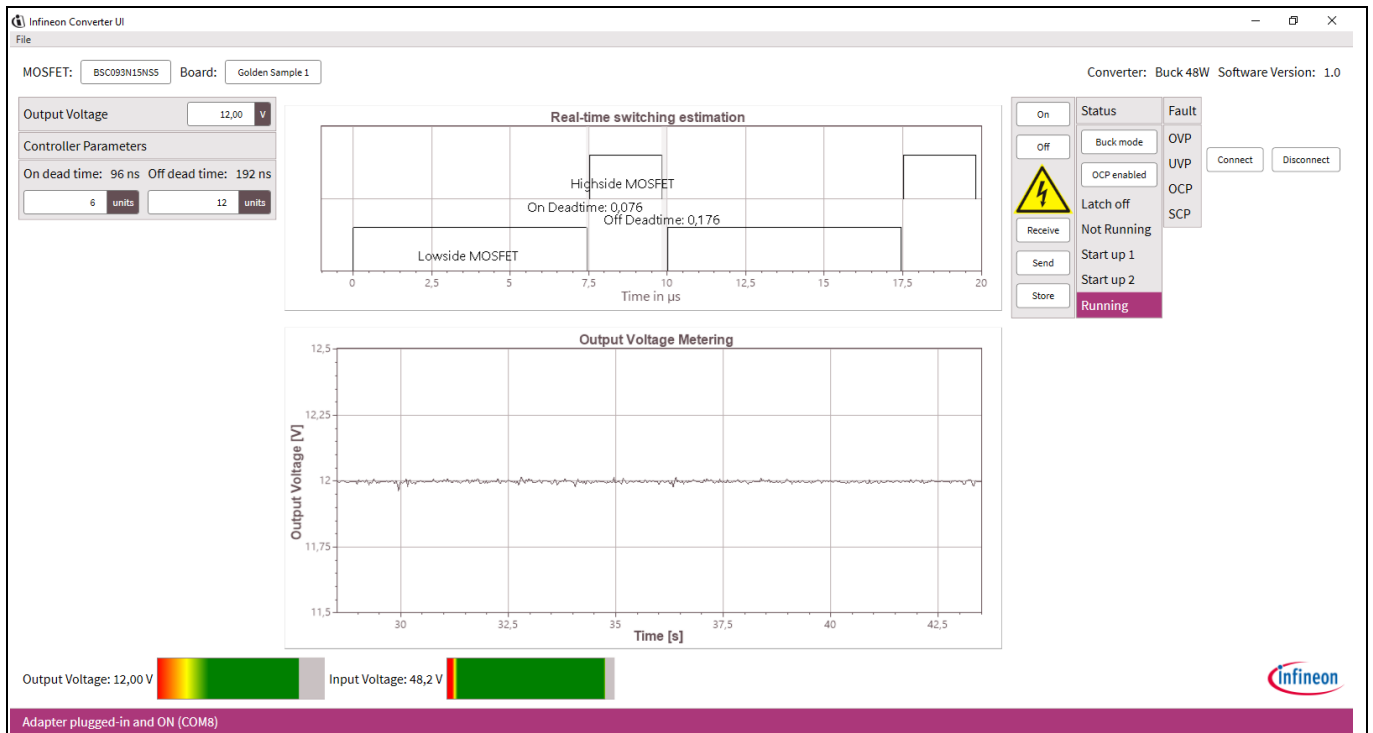 Infineon Converter UI
File
MOSFET: BSC093N15NS5 Board: Golden Sample 1
Converter: Buck 48W Software Version: 1.0
Output Voltage 12,00 V
Controller Parameters
On dead time: 96 ns Off dead time: 192 ns
6 units 12 units
Real-time switching estimation
Highside MOSFET
On Deadtime: 0,076
Off Deadtime: 0,176
Lowside MOSFET
0 2,5 5 7,5 10 12,5 15 17,5 20
Time in µs
On
Off
Receive
Send
Store
Status
Buck mode
OCP enabled
Latch off
Not Running
Start up 1
Start up 2
Running
Fault
OVP
UVP
OCP
SCP
Connect Disconnect
Output Voltage Metering
Output Voltage [V]
12,5
12,25
12
11,75
11,5
30 32,5 35 37,5 40 42,5
Time [s]
Output Voltage: 12,00 V
Input Voltage: 48,2 V
infineon
Adapter plugged-in and ON (COM8)